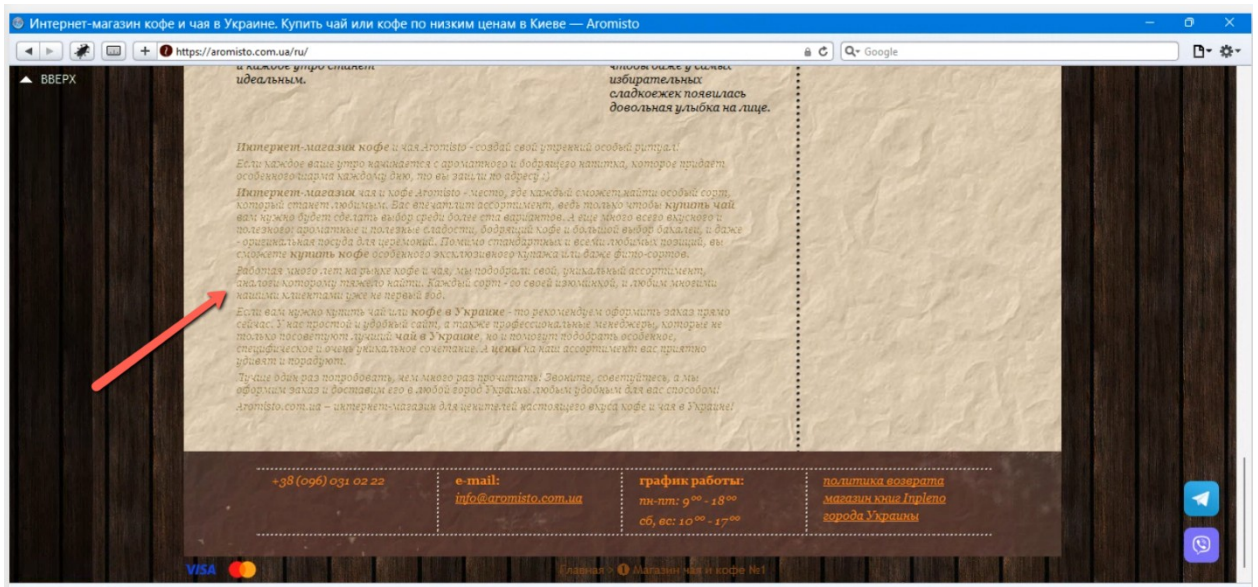 Интернет-магазин кофе и чая в Украине. Купить чай или кофе по низким ценам в Киеве — Aromisto
https://aromisto.com.ua/ru/
Google
ВВЕРХ
и каждое утро станет
идеальным.
чтобы даже у самых
избирательных
сладкоежек появилась
довольная улыбка на лице.
Интернет-магазин кофе и чая Aromisto - создай свой утренний особый ритуал!
Если каждое ваше утро начинается с ароматного и бодрящего напитка, которое придаёт
особенного шарма каждому дню, то вы зашли по адресу :)
Интернет-магазин чая и кофе Aromisto - место, где каждый сможет найти особый сорт,
который станет любимым. Вас впечатлит ассортимент, ведь только чтобы купить чай
вам нужно будет сделать выбор среди более ста вариантов. А еще много всего вкусного и
полезного: ароматные и полезные сладости, бодрящий кофе и большой выбор бакалеи, и даже
- оригинальная посуда для церемоний. Помимо стандартных и всеми любимых позиций, вы
сможете купить кофе особенного эксклюзивного купажа или даже фито-сортов.
Работая много лет на рынке кофе и чая, мы подобрали свой, уникальный ассортимент,
аналоги которому тяжело найти. Каждый сорт - со своей изюминкой, и любим многими
нашими клиентами уже не первый год.
Если вам нужно купить чай или кофе в Украине - то рекомендуем оформить заказ прямо
сейчас. У нас простой и удобный сайт, а также профессиональные менеджеры, которые не
только посоветуют лучший чай в Украине, но и помогут подобрать особенное,
специфическое и очень уникальное сочетание. А цены на наш ассортимент вас приятно
удивят и порадуют.
Лучше один раз попробовать, чем много раз прочитать! Звоните, советуйтесь, а мы
оформим заказ и доставим его в любой город Украины любым удобным для вас способом!
Aromisto.com.ua – интернет-магазин для ценителей настоящего вкуса кофе и чая в Украине!
+38 (096) 031 02 22
e-mail:
info@aromisto.com.ua
график работы:
пн-пт: 9⁰⁰ - 18⁰⁰
сб, вс: 10⁰⁰ - 17⁰⁰
политика возврата
магазин книг Inpleno
города Украины
VISA
Главная > Магазин чая и кофе №1